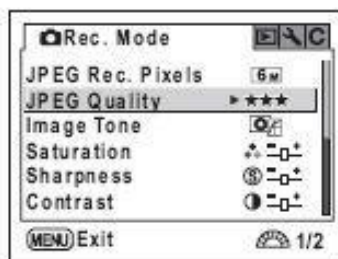 Rec. Mode C
JPEG Rec. Pixels 6M
JPEG Quality ★★★
Image Tone
Saturation
Sharpness S
Contrast
MENU Exit 1/2